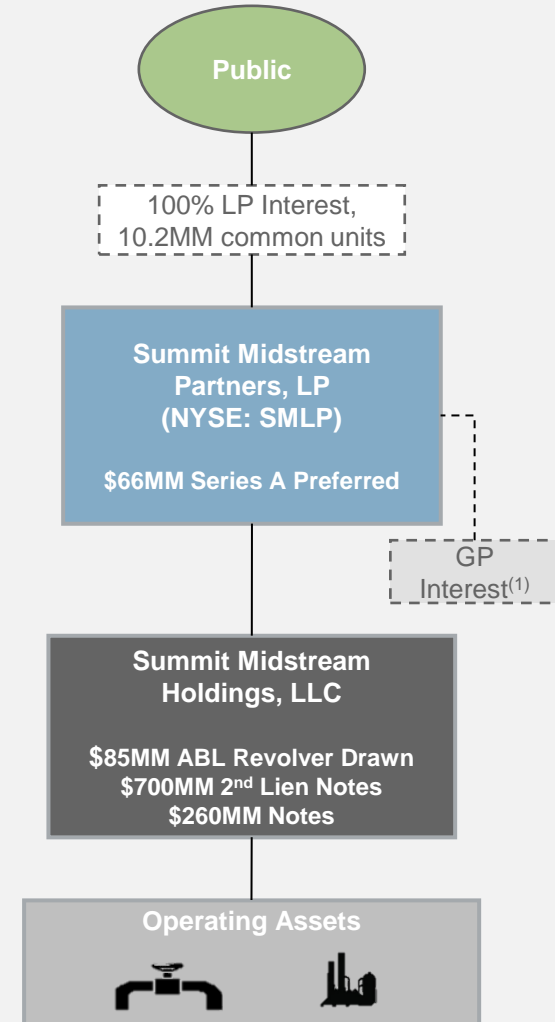 Public
100% LP Interest,
10.2MM common units
Summit Midstream
Partners, LP
(NYSE: SMLP)
$66MM Series A Preferred
GP
Interest(1)
Summit Midstream
Holdings, LLC
$85MM ABL Revolver Drawn
$700MM 2nd Lien Notes
$260MM Notes
Operating Assets